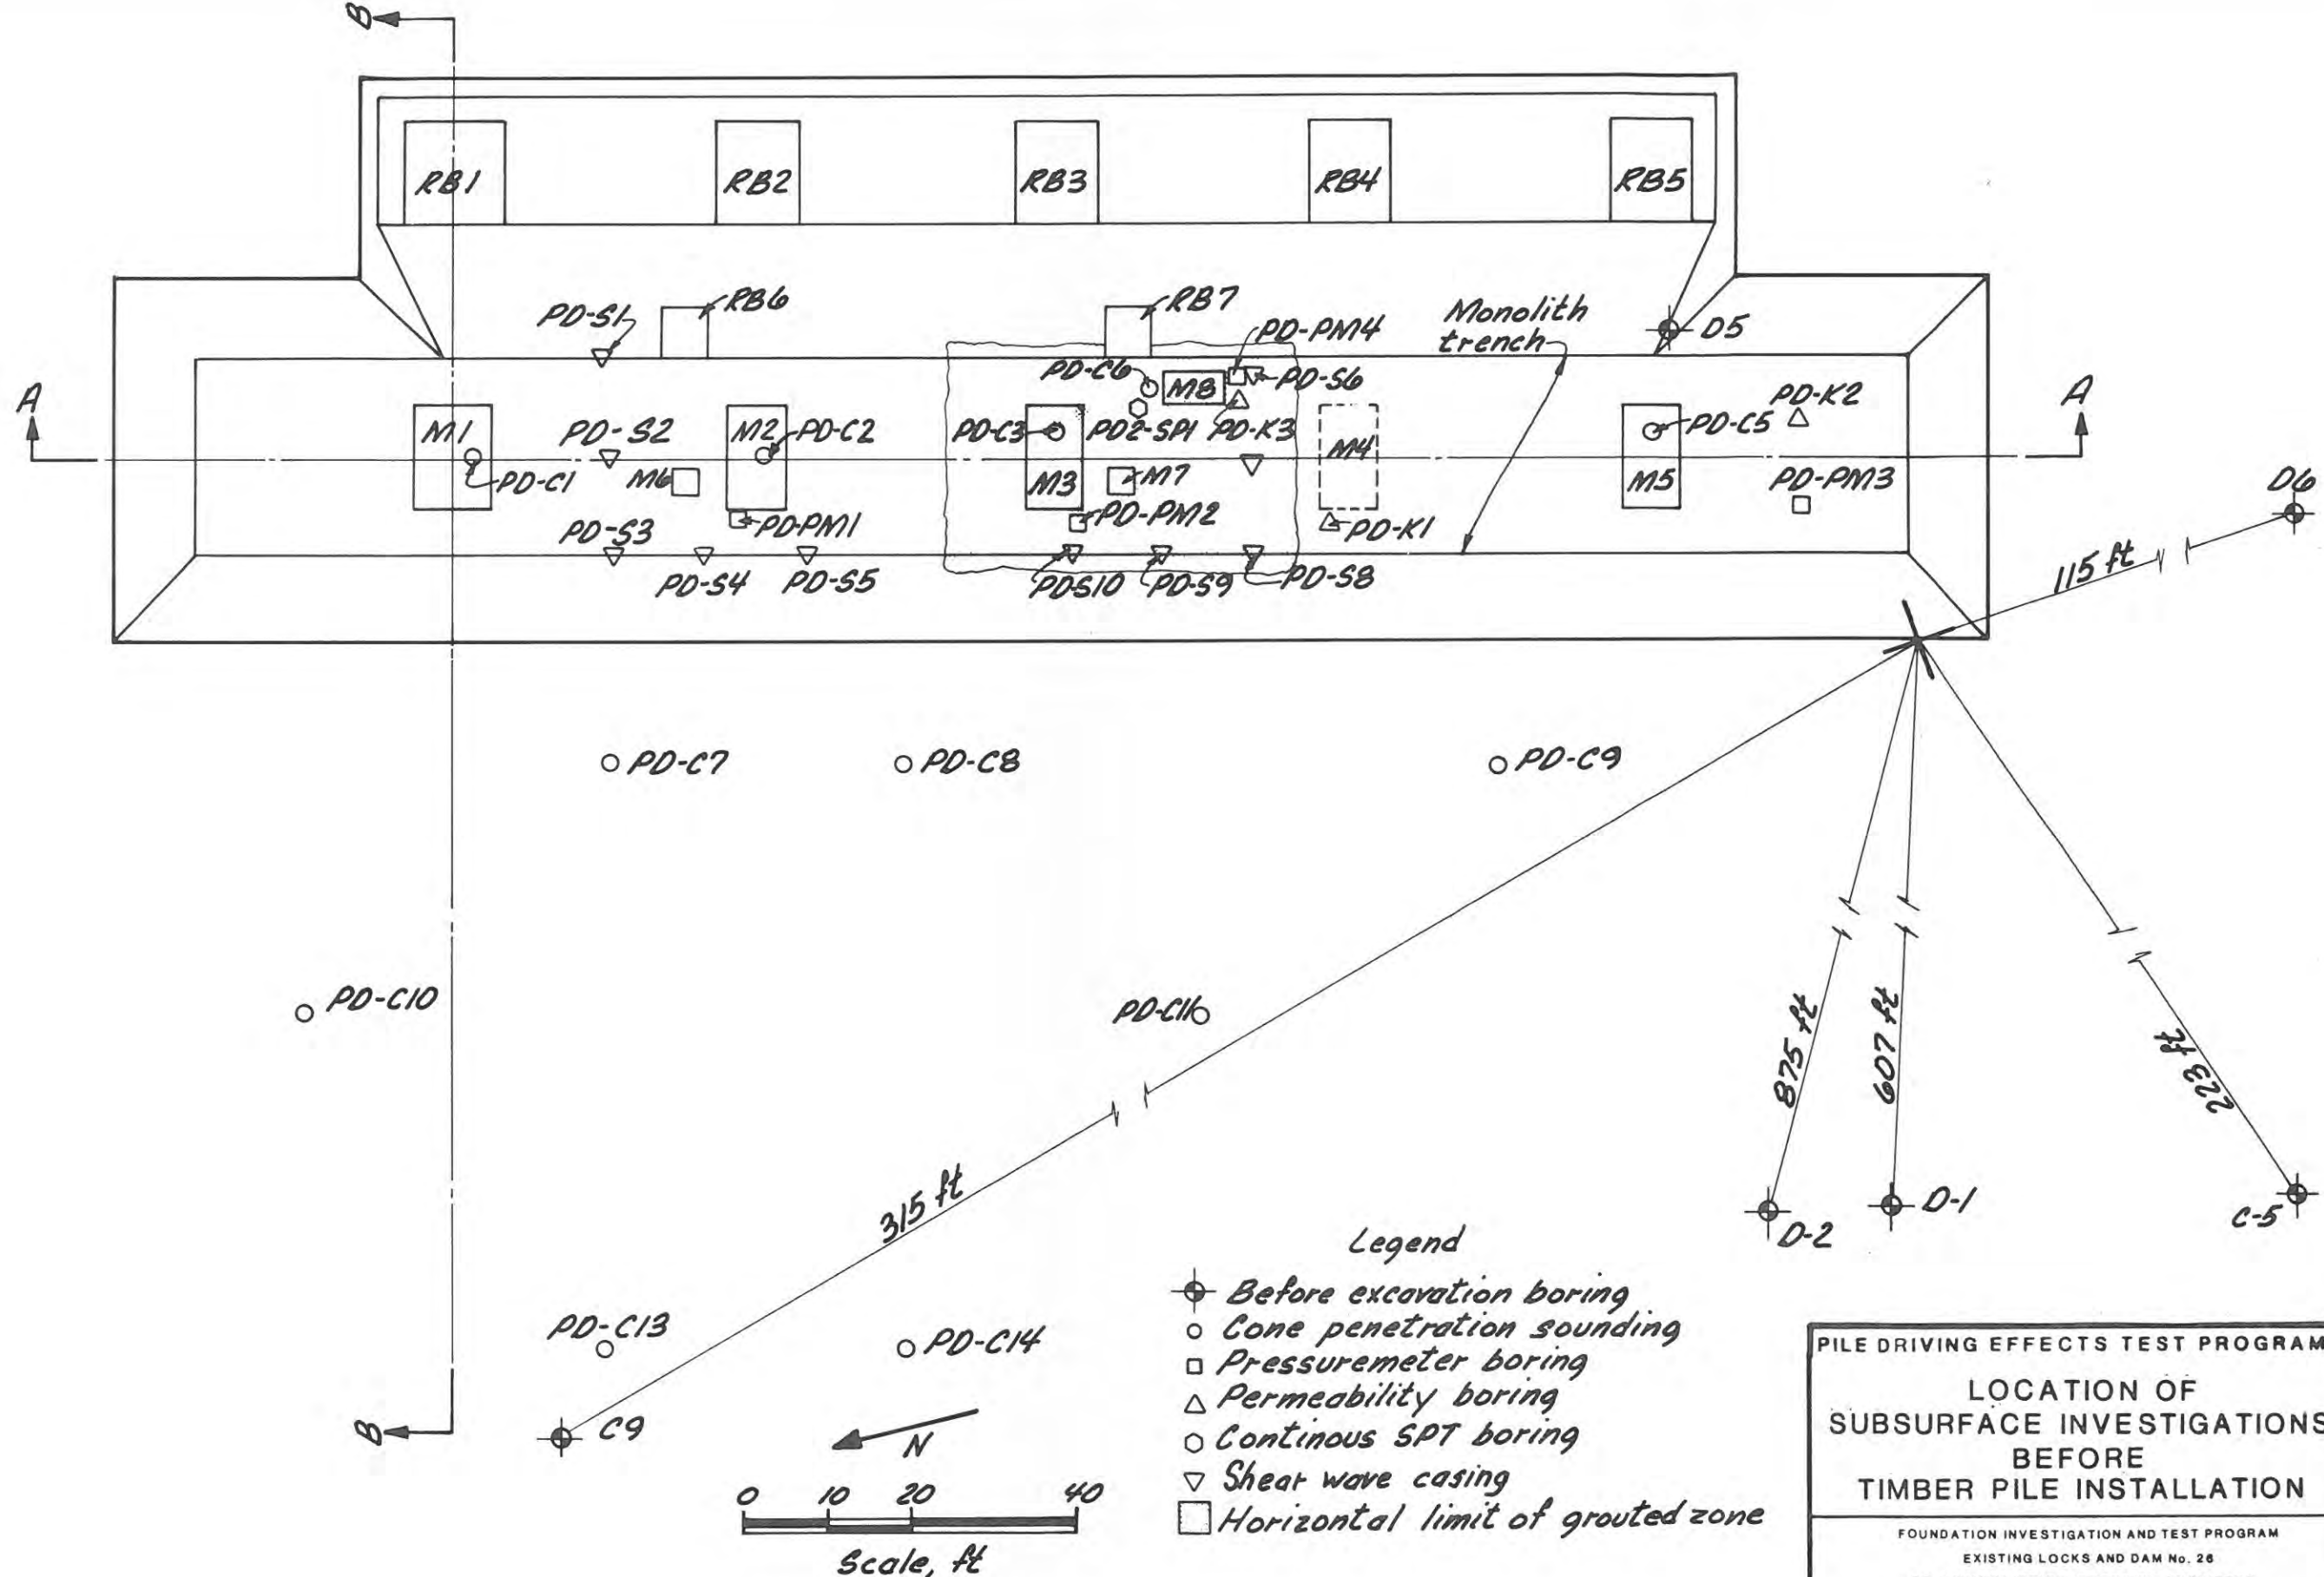 B
RB1
RB2
RB3
RB4
RB5
PD-S1
RB6
RB7
PD-PM4
Monolith
trench
D5
PD-C6
M8
PD-S6
PD-K2
A
A
M1
PD-S2
M2
PD-C2
PD-C3
PD2-SP1
PD-K3
M4
PD-C5
PD-C1
M6
M3
M7
M5
PD-PM3
D6
PD-S3
PD-PM1
PD-PM2
PD-K1
115 ft
PD-S4
PD-S5
PD-S10
PD-S9
PD-S8
PD-C7
PD-C8
PD-C9
PD-C10
PD-C11
875 ft
607 ft
223 ft
315 ft
D-2
D-1
C-5
PD-C13
PD-C14
B
C9
N
0 10 20 40
Scale, ft
Legend
Before excavation boring
Cone penetration sounding
Pressuremeter boring
Permeability boring
Continous SPT boring
Shear wave casing
Horizontal limit of grouted zone
PILE DRIVING EFFECTS TEST PROGRAM
LOCATION OF
SUBSURFACE INVESTIGATIONS
BEFORE
TIMBER PILE INSTALLATION
FOUNDATION INVESTIGATION AND TEST PROGRAM
EXISTING LOCKS AND DAM No. 26